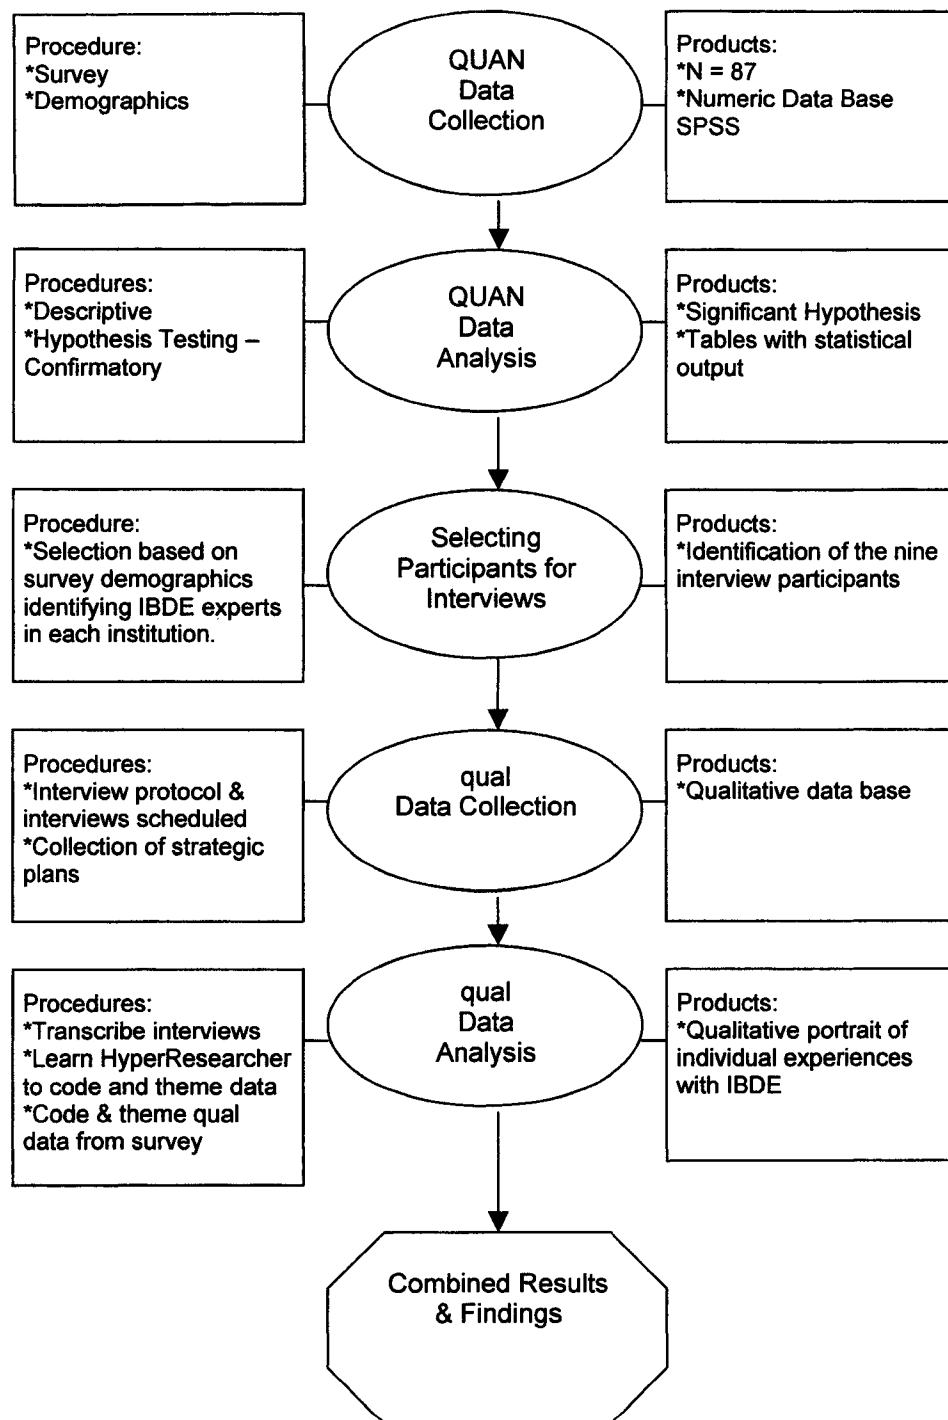 Procedure:
*Survey
*Demographics
QUAN
Data
Collection
Products:
*N = 87
*Numeric Data Base
SPSS
Procedures:
*Descriptive
*Hypothesis Testing –
Confirmatory
QUAN
Data
Analysis
Products:
*Significant Hypothesis
*Tables with statistical
output
Procedure:
*Selection based on
survey demographics
identifying IBDE experts
in each institution.
Selecting
Participants for
Interviews
Products:
*Identification of the nine
interview participants
Procedures:
*Interview protocol &
interviews scheduled
*Collection of strategic
plans
qual
Data Collection
Products:
*Qualitative data base
Procedures:
*Transcribe interviews
*Learn HyperResearcher
to code and theme data
*Code & theme qual
data from survey
qual
Data
Analysis
Products:
*Qualitative portrait of
individual experiences
with IBDE
Combined Results
& Findings